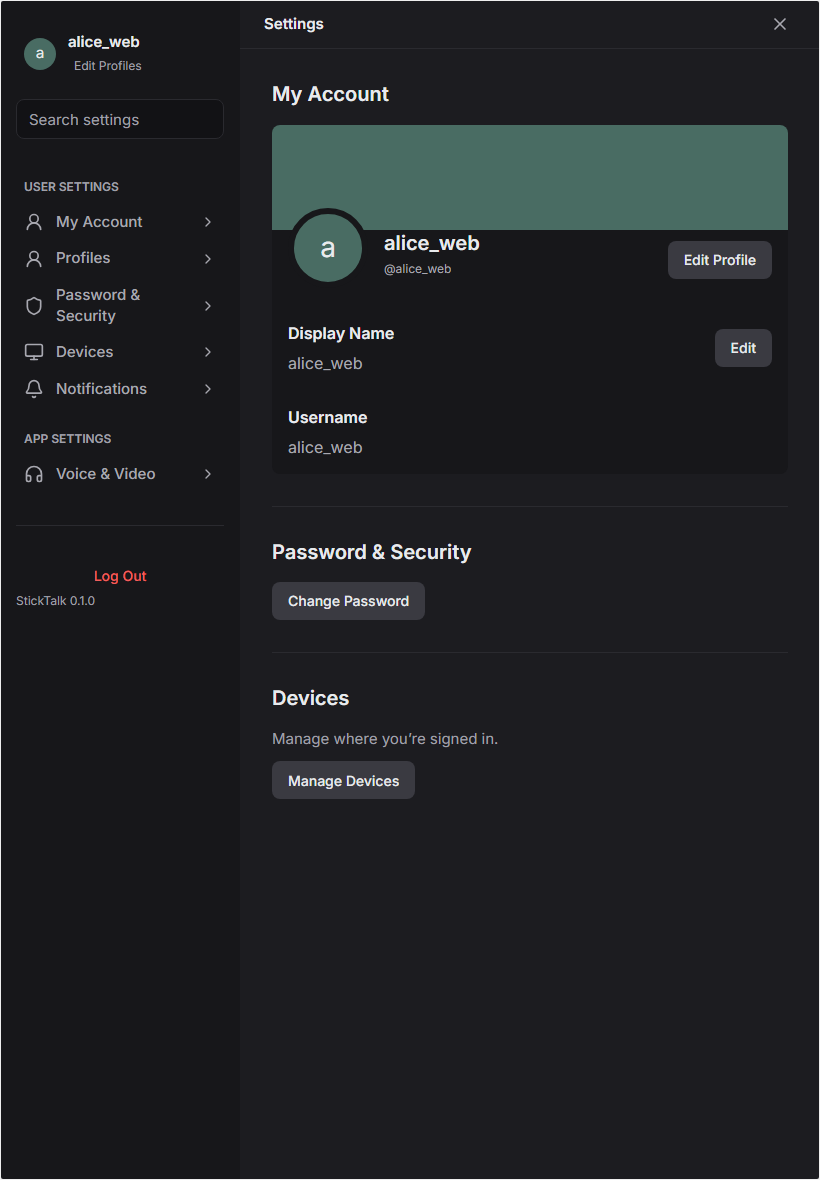 a
alice_web
Edit Profiles
Search settings
USER SETTINGS
My Account
Profiles
Password &
Security
Devices
Notifications
APP SETTINGS
Voice & Video
Log Out
StickTalk 0.1.0
Settings
My Account
a
alice_web
@alice_web
Edit Profile
Display Name
alice_web
Edit
Username
alice_web
Password & Security
Change Password
Devices
Manage where you’re signed in.
Manage Devices